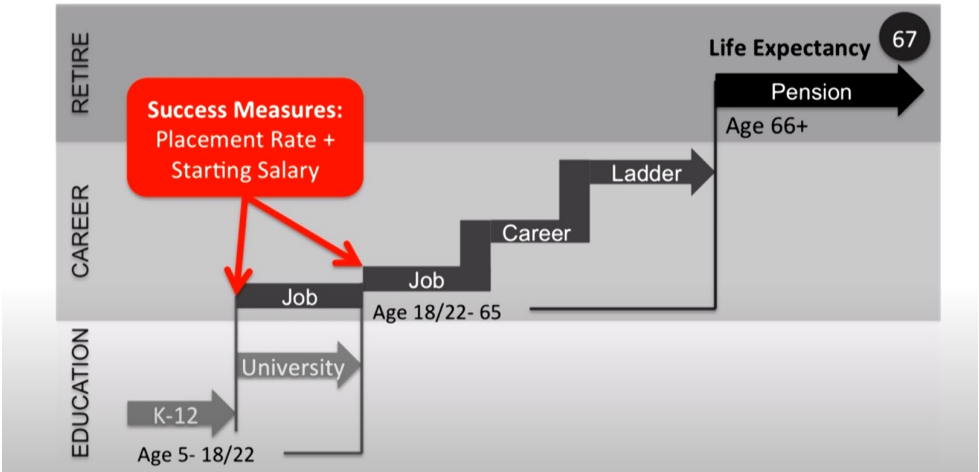 RETIRE
Life Expectancy
67
Pension
Age 66+
Success Measures:
Placement Rate +
Starting Salary
CAREER
Ladder
Career
Job
Job
Age 18/22- 65
EDUCATION
University
K-12
Age 5- 18/22